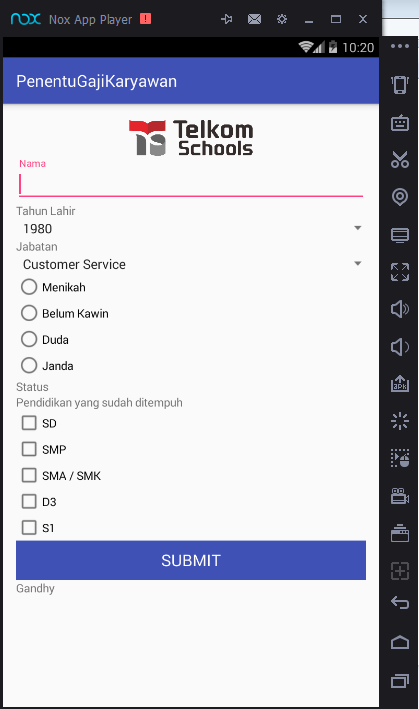 nox Nox App Player !
10:20
PenentuGajiKaryawan
Telkom
Schools
Nama
Tahun Lahir
1980
Jabatan
Customer Service
Menikah
Belum Kawin
Duda
Janda
Status
Pendidikan yang sudah ditempuh
SD
SMP
SMA / SMK
D3
S1
SUBMIT
Gandhy